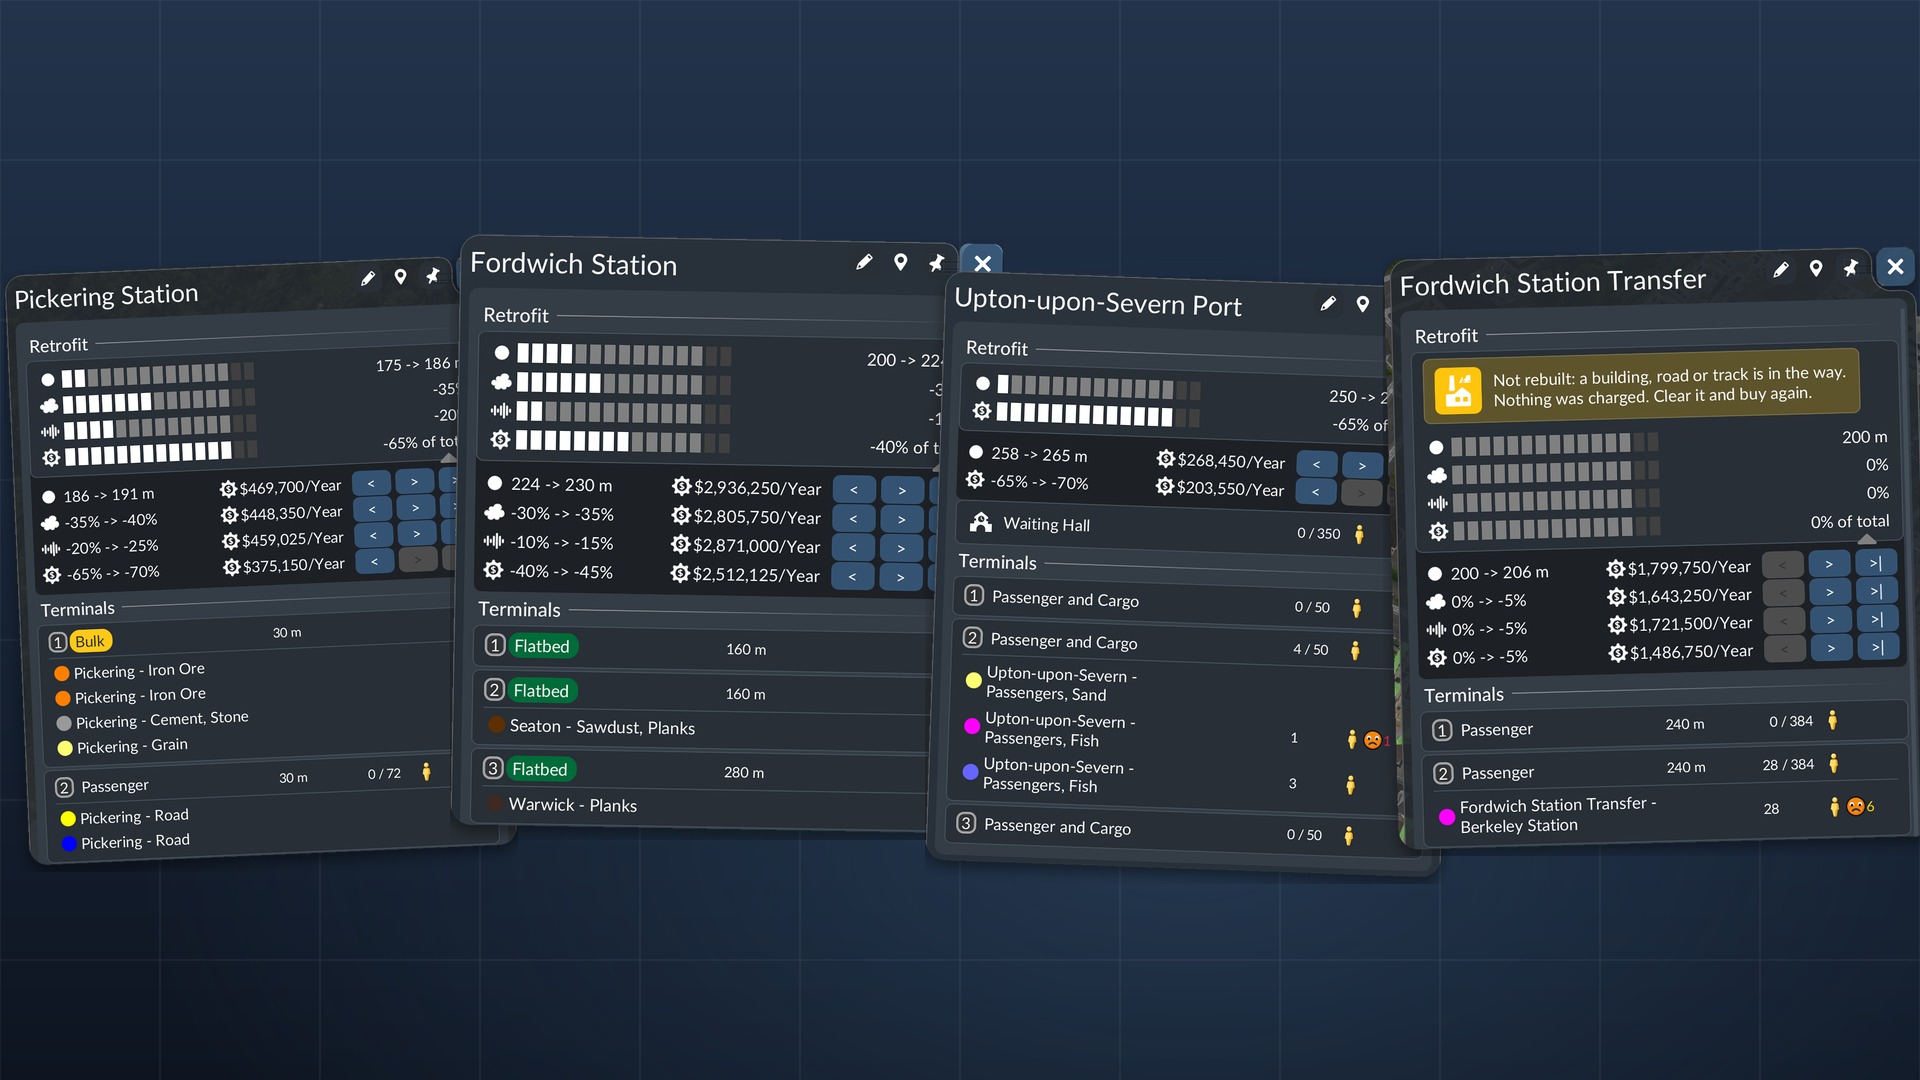 Pickering Station
Retrofit
175 -> 186
-35%
-20
-65% of tot
186 -> 191 m
$469,700/Year
<
>
-35% -> -40%
$448,350/Year
<
>
-20% -> -25%
$459,025/Year
<
>
-65% -> -70%
$375,150/Year
<
>
Terminals
1 Bulk
30 m
Pickering - Iron Ore
Pickering - Iron Ore
Pickering - Cement, Stone
Pickering - Grain
2 Passenger
30 m
0 / 72
Pickering - Road
Pickering - Road
Fordwich Station
Retrofit
200 -> 224
-3
-1
-40% of t
224 -> 230 m
$2,936,250/Year
<
>
-30% -> -35%
$2,805,750/Year
<
>
-10% -> -15%
$2,871,000/Year
<
>
-40% -> -45%
$2,512,125/Year
<
>
Terminals
1 Flatbed
160 m
2 Flatbed
160 m
Seaton - Sawdust, Planks
3 Flatbed
280 m
Warwick - Planks
Upton-upon-Severn Port
Retrofit
250 -> 2
-65% of
258 -> 265 m
$268,450/Year
<
>
-65% -> -70%
$203,550/Year
<
>
Waiting Hall
0 / 350
Terminals
1 Passenger and Cargo
0 / 50
2 Passenger and Cargo
4 / 50
Upton-upon-Severn -
Passengers, Sand
Upton-upon-Severn -
Passengers, Fish
1
1
Upton-upon-Severn -
Passengers, Fish
3
3 Passenger and Cargo
0 / 50
Fordwich Station Transfer
Retrofit
Not rebuilt: a building, road or track is in the way.
Nothing was charged. Clear it and buy again.
200 m
0%
0%
0% of total
200 -> 206 m
$1,799,750/Year
<
>
>|
0% -> -5%
$1,643,250/Year
<
>
>|
0% -> -5%
$1,721,500/Year
<
>
>|
0% -> -5%
$1,486,750/Year
<
>
>|
Terminals
1 Passenger
240 m
0 / 384
2 Passenger
240 m
28 / 384
Fordwich Station Transfer -
Berkeley Station
28
6